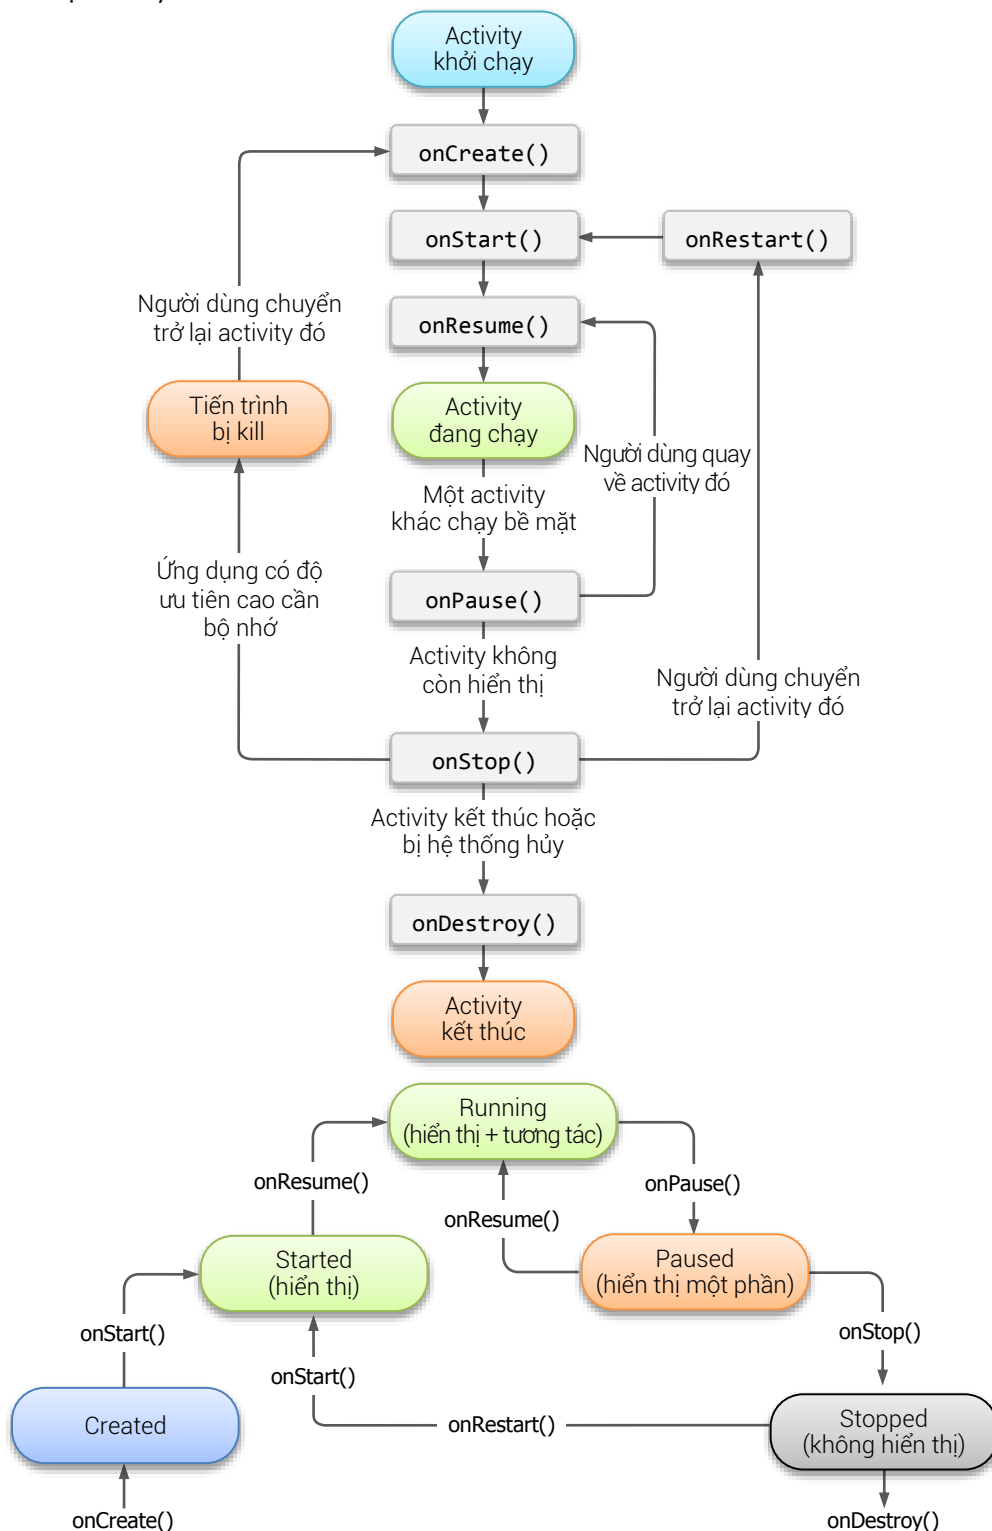 Activity
khởi chạy
onCreate()
onStart()
onRestart()
Người dùng chuyển
trở lại activity đó
onResume()
Tiến trình
bị kill
Activity
đang chạy
Người dùng quay
về activity đó
Một activity
khác chạy bề mặt
Ứng dụng có độ
ưu tiên cao cần
bộ nhớ
onPause()
Activity không
còn hiển thị
Người dùng chuyển
trở lại activity đó
onStop()
Activity kết thúc hoặc
bị hệ thống hủy
onDestroy()
Activity
kết thúc
Running
(hiển thị + tương tác)
onResume()
onPause()
onResume()
Started
(hiển thị)
Paused
(hiển thị một phần)
onStart()
onStop()
onStart()
Created
onRestart()
Stopped
(không hiển thị)
onCreate()
onDestroy()